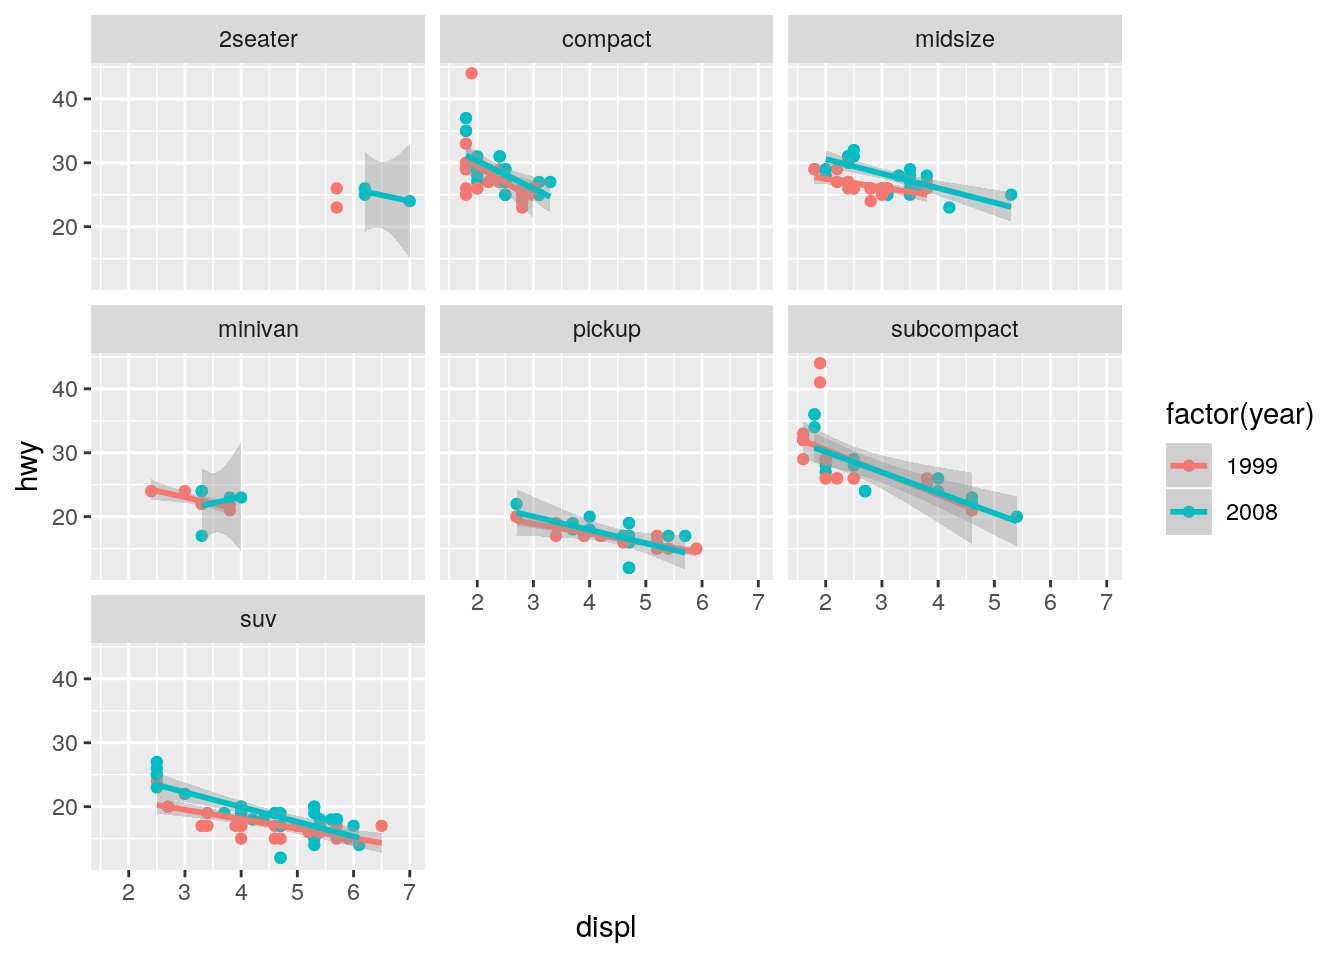 2seater compact midsize
40
30
20
minivan pickup subcompact
40
30
20
2 3 4 5 6 7 2 3 4 5 6 7
suv
40
30
20
2 3 4 5 6 7
displ
hwy
factor(year)
1999
2008